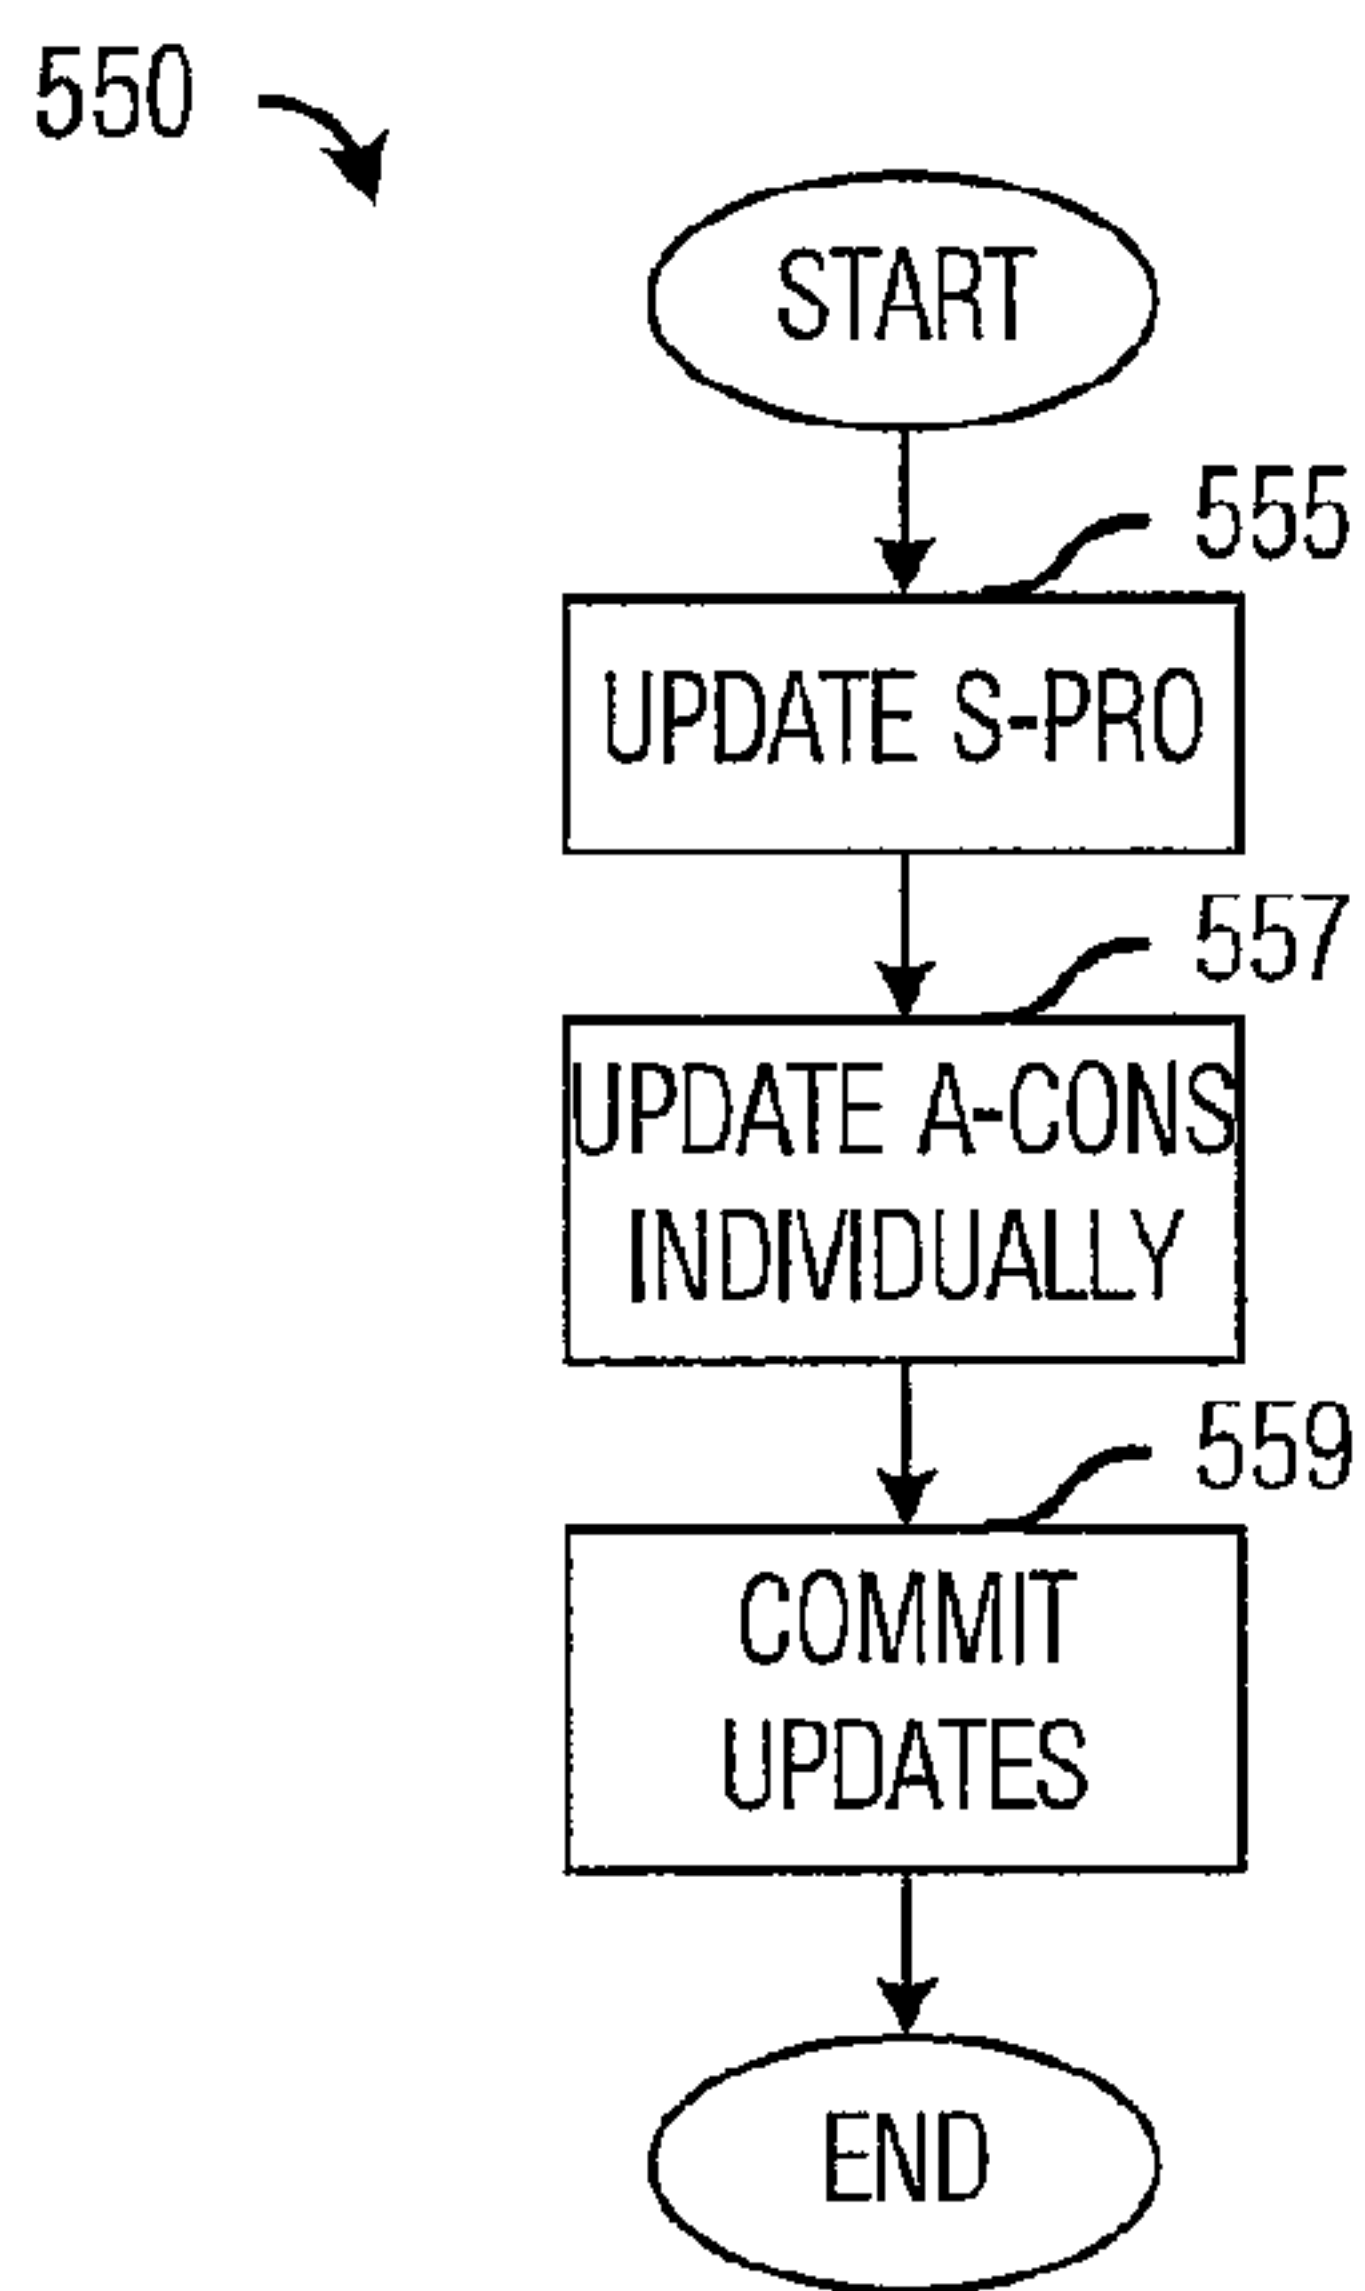 550
START
555
UPDATE S-PRO
557
UPDATE A-CONS
INDIVIDUALLY
559
COMMIT
UPDATES
END